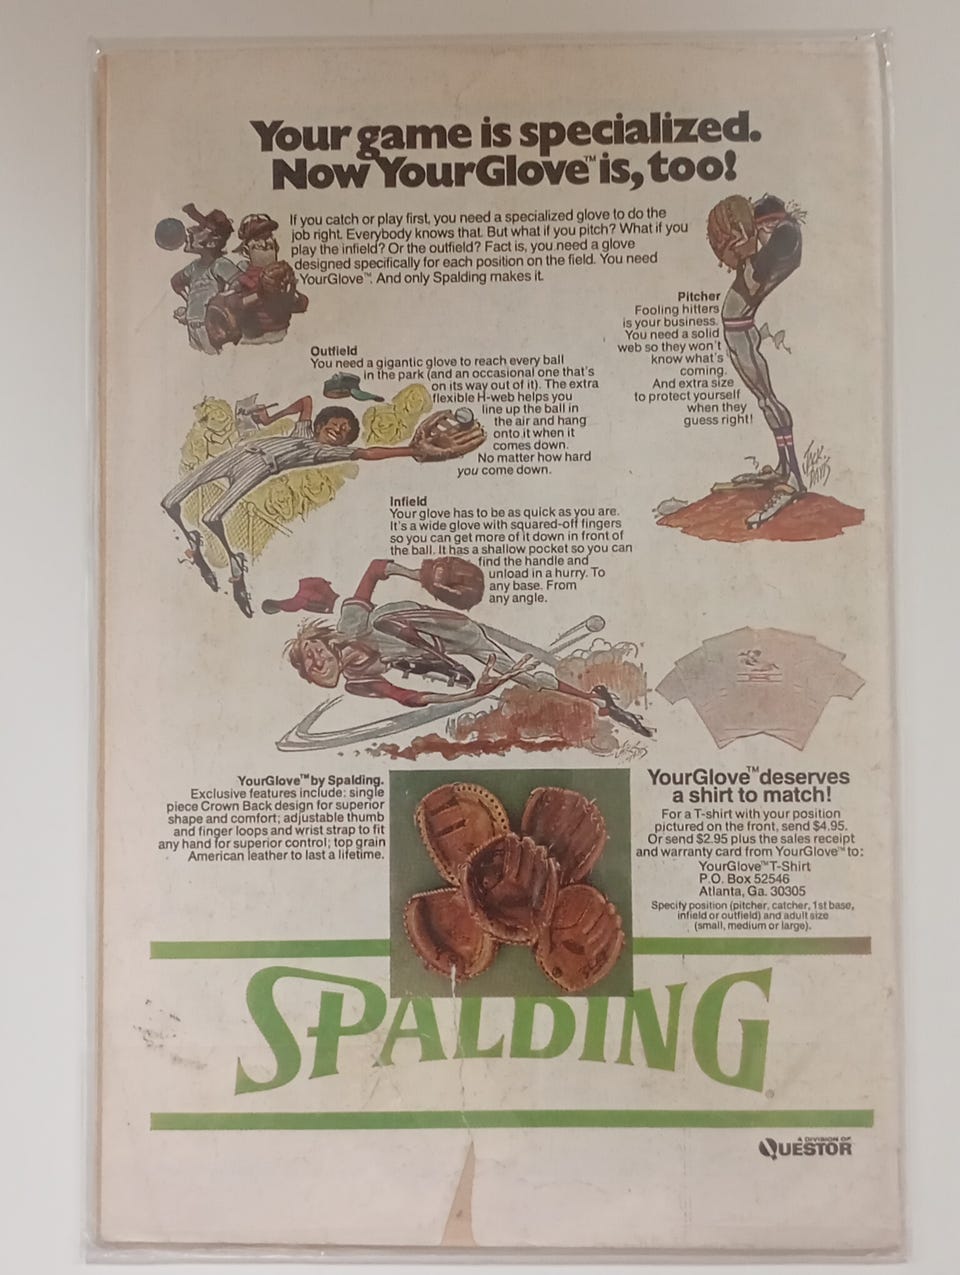 Your game is specialized.
Now YourGlove™ is, too!
If you catch or play first, you need a specialized glove to do the
job right. Everybody knows that. But what if you pitch? What if you
play the infield? Or the outfield? Fact is, you need a glove
designed specifically for each position on the field. You need
YourGlove™. And only Spalding makes it.
Pitcher
Fooling hitters
is your business.
You need a solid
web so they won't
know what's
coming.
And extra size
to protect yourself
when they
guess right!
JACK
DAVIS
Outfield
You need a gigantic glove to reach every ball
in the park (and an occasional one that's
on its way out of it). The extra
flexible H-web helps you
line up the ball in
the air and hang
onto it when it
comes down.
No matter how hard
you come down.
Infield
Your glove has to be as quick as you are.
It's a wide glove with squared-off fingers
so you can get more of it down in front of
the ball. It has a shallow pocket so you can
find the handle and
unload in a hurry. To
any base. From
any angle.
YourGlove™ by Spalding.
Exclusive features include: single
piece Crown Back design for superior
shape and comfort; adjustable thumb
and finger loops and wrist strap to fit
any hand for superior control; top grain
American leather to last a lifetime.
YourGlove™ deserves
a shirt to match!
For a T-shirt with your position
pictured on the front, send $4.95.
Or send $2.95 plus the sales receipt
and warranty card from YourGlove™ to:
YourGlove™ T-Shirt
P.O. Box 52546
Atlanta, Ga. 30305
Specify position (pitcher, catcher, 1st base,
infield or outfield) and adult size
(small, medium or large).
SPALDING®
A DIVISION OF
QUESTOR